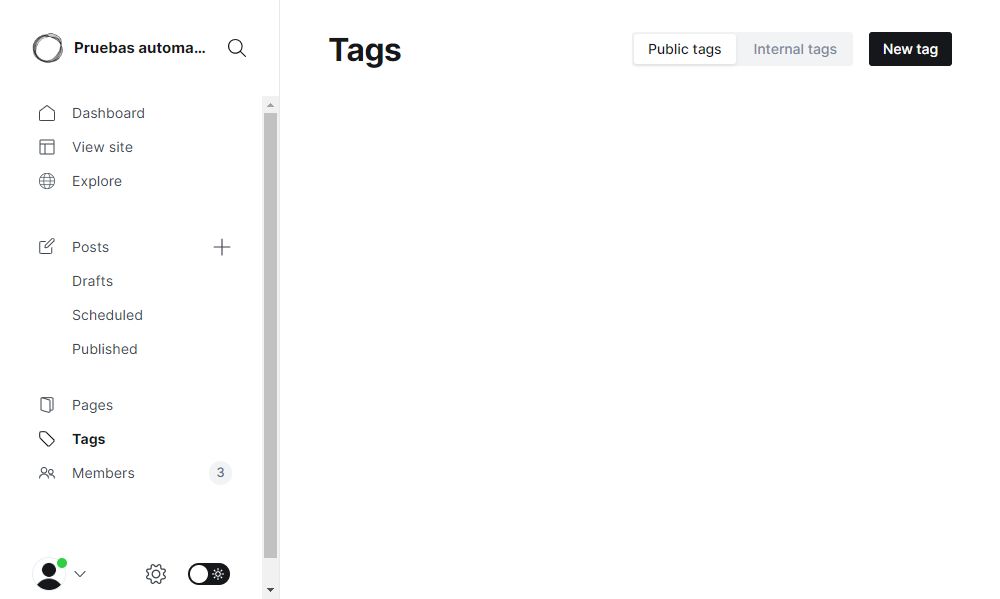 Pruebas automa...
Dashboard
View site
Explore
Posts
Drafts
Scheduled
Published
Pages
Tags
Members 3
Tags
Public tags Internal tags New tag